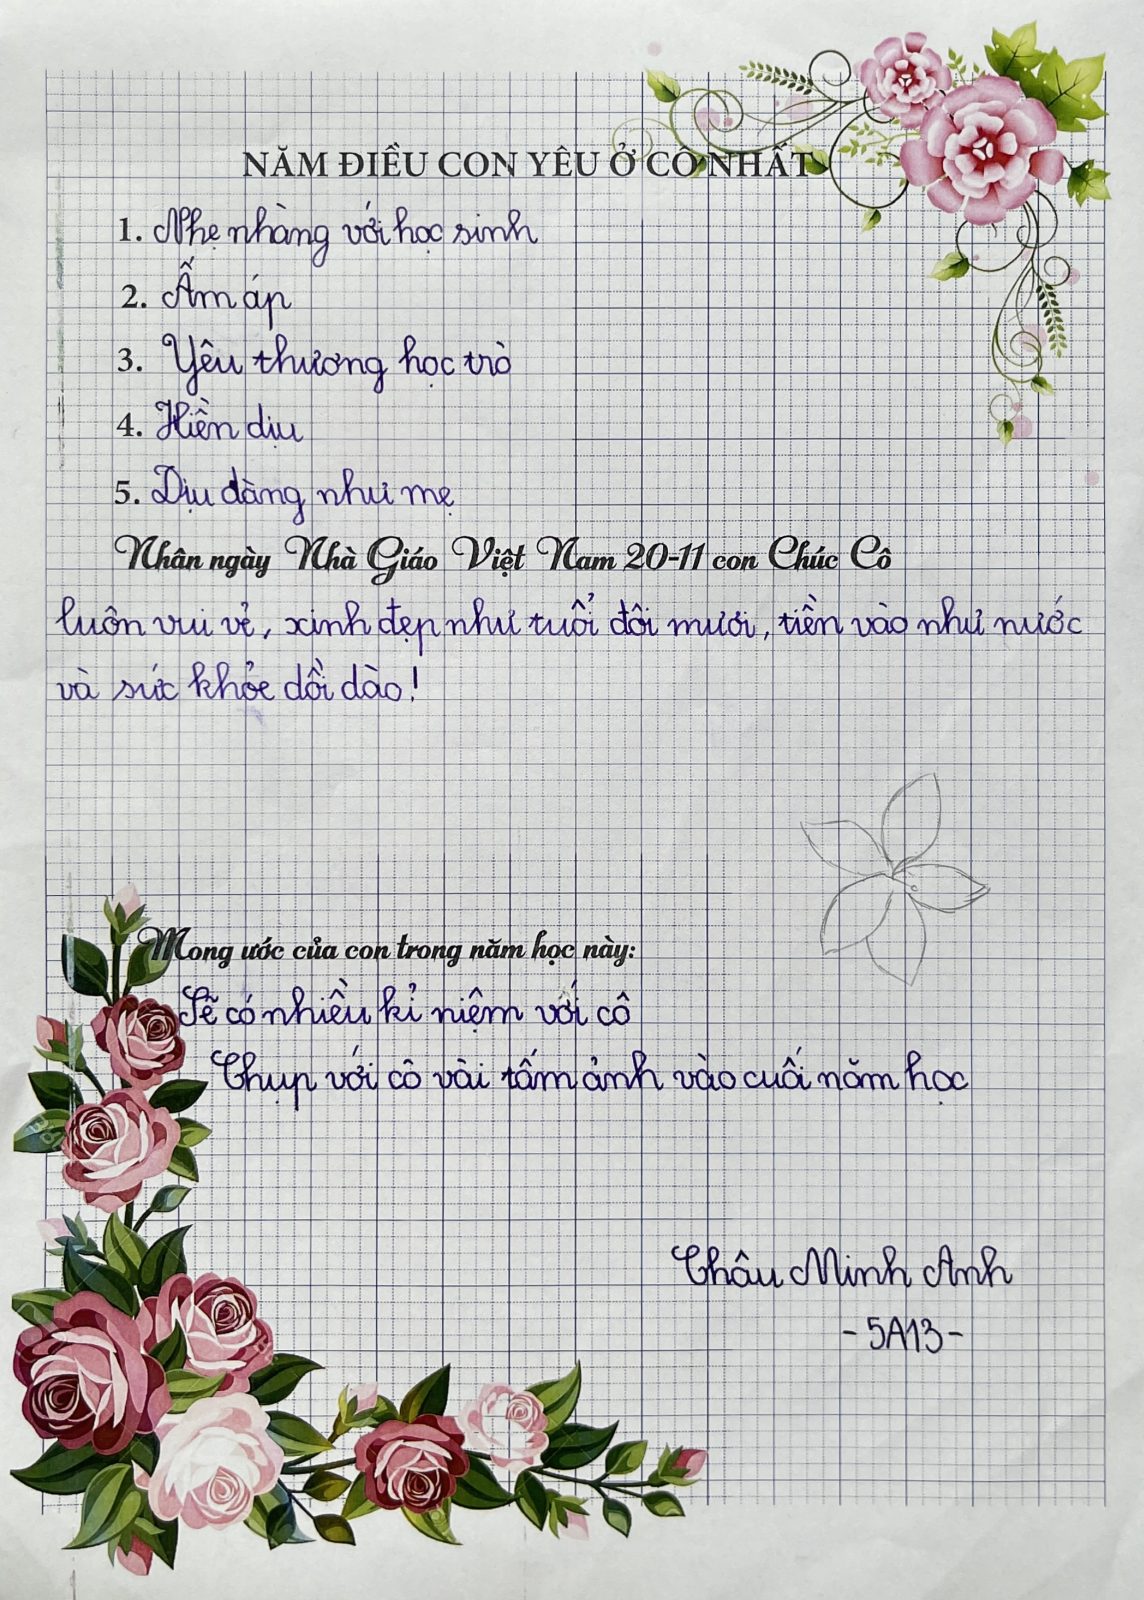 NĂM ĐIỀU CON YÊU Ở CÔ NHẤT
1. Nhẹ nhàng với học sinh
2. Ấm áp
3. Yêu thương học trò
4. Hiền dịu
5. Dịu dàng như mẹ
Nhân ngày Nhà Giáo Việt Nam 20-11 con Chúc Cô
luôn vui vẻ, xinh đẹp như tuổi đôi mươi, tiền vào như nước
và sức khỏe dồi dào!
Mong ước của con trong năm học này:
Sẽ có nhiều kỉ niệm với cô
Chụp với cô vài tấm ảnh vào cuối năm học
Châu Minh Anh
-5A13-